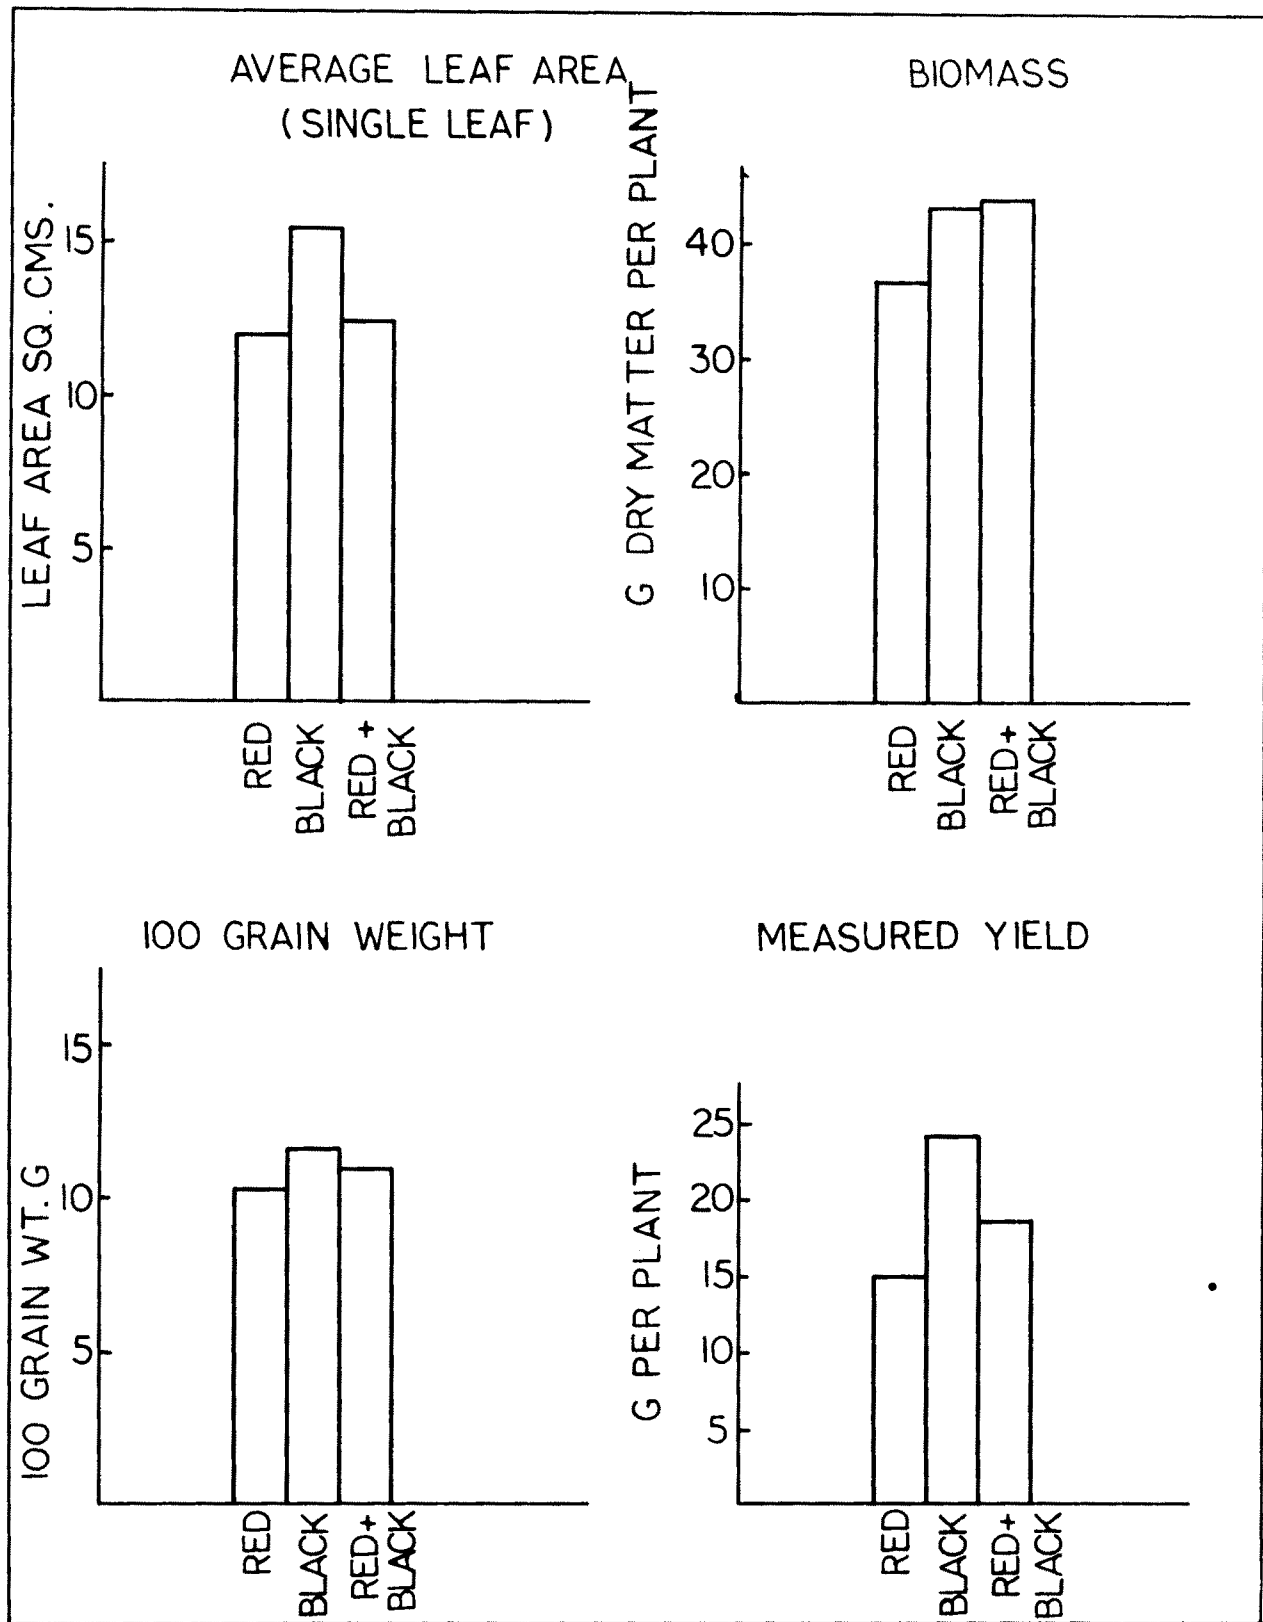 AVERAGE LEAF AREA
(SINGLE LEAF)
LEAF AREA SQ. CMS.
15
10
5
RED
BLACK
RED +
BLACK
BIOMASS
G DRY MATTER PER PLANT
40
30
20
10
RED
BLACK
RED+
BLACK
100 GRAIN WEIGHT
100 GRAIN WT. G
15
10
5
RED
BLACK
RED+
BLACK
MEASURED YIELD
G PER PLANT
25
20
15
10
5
RED
BLACK
RED+
BLACK